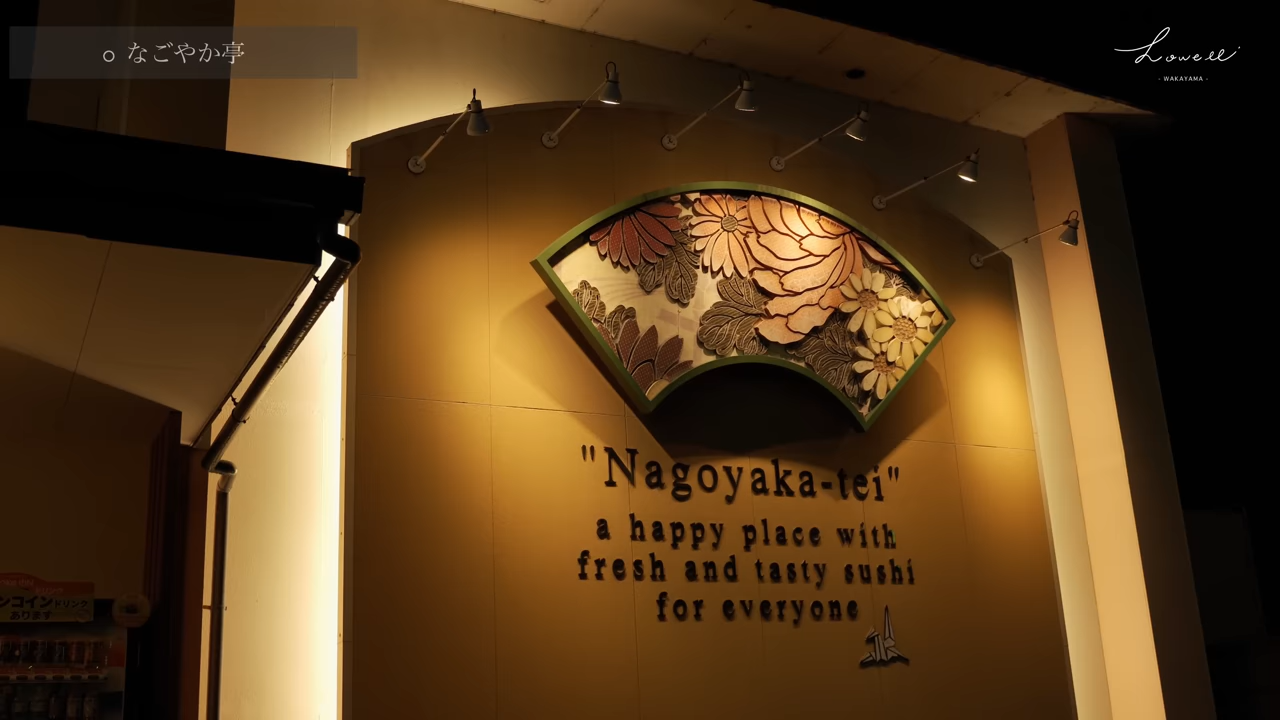 なごやか亭
Lowell
- WAKAYAMA -
"Nagoyaka-tei"
a happy place with
fresh and tasty sushi
for everyone
ンコインドリンク
あります